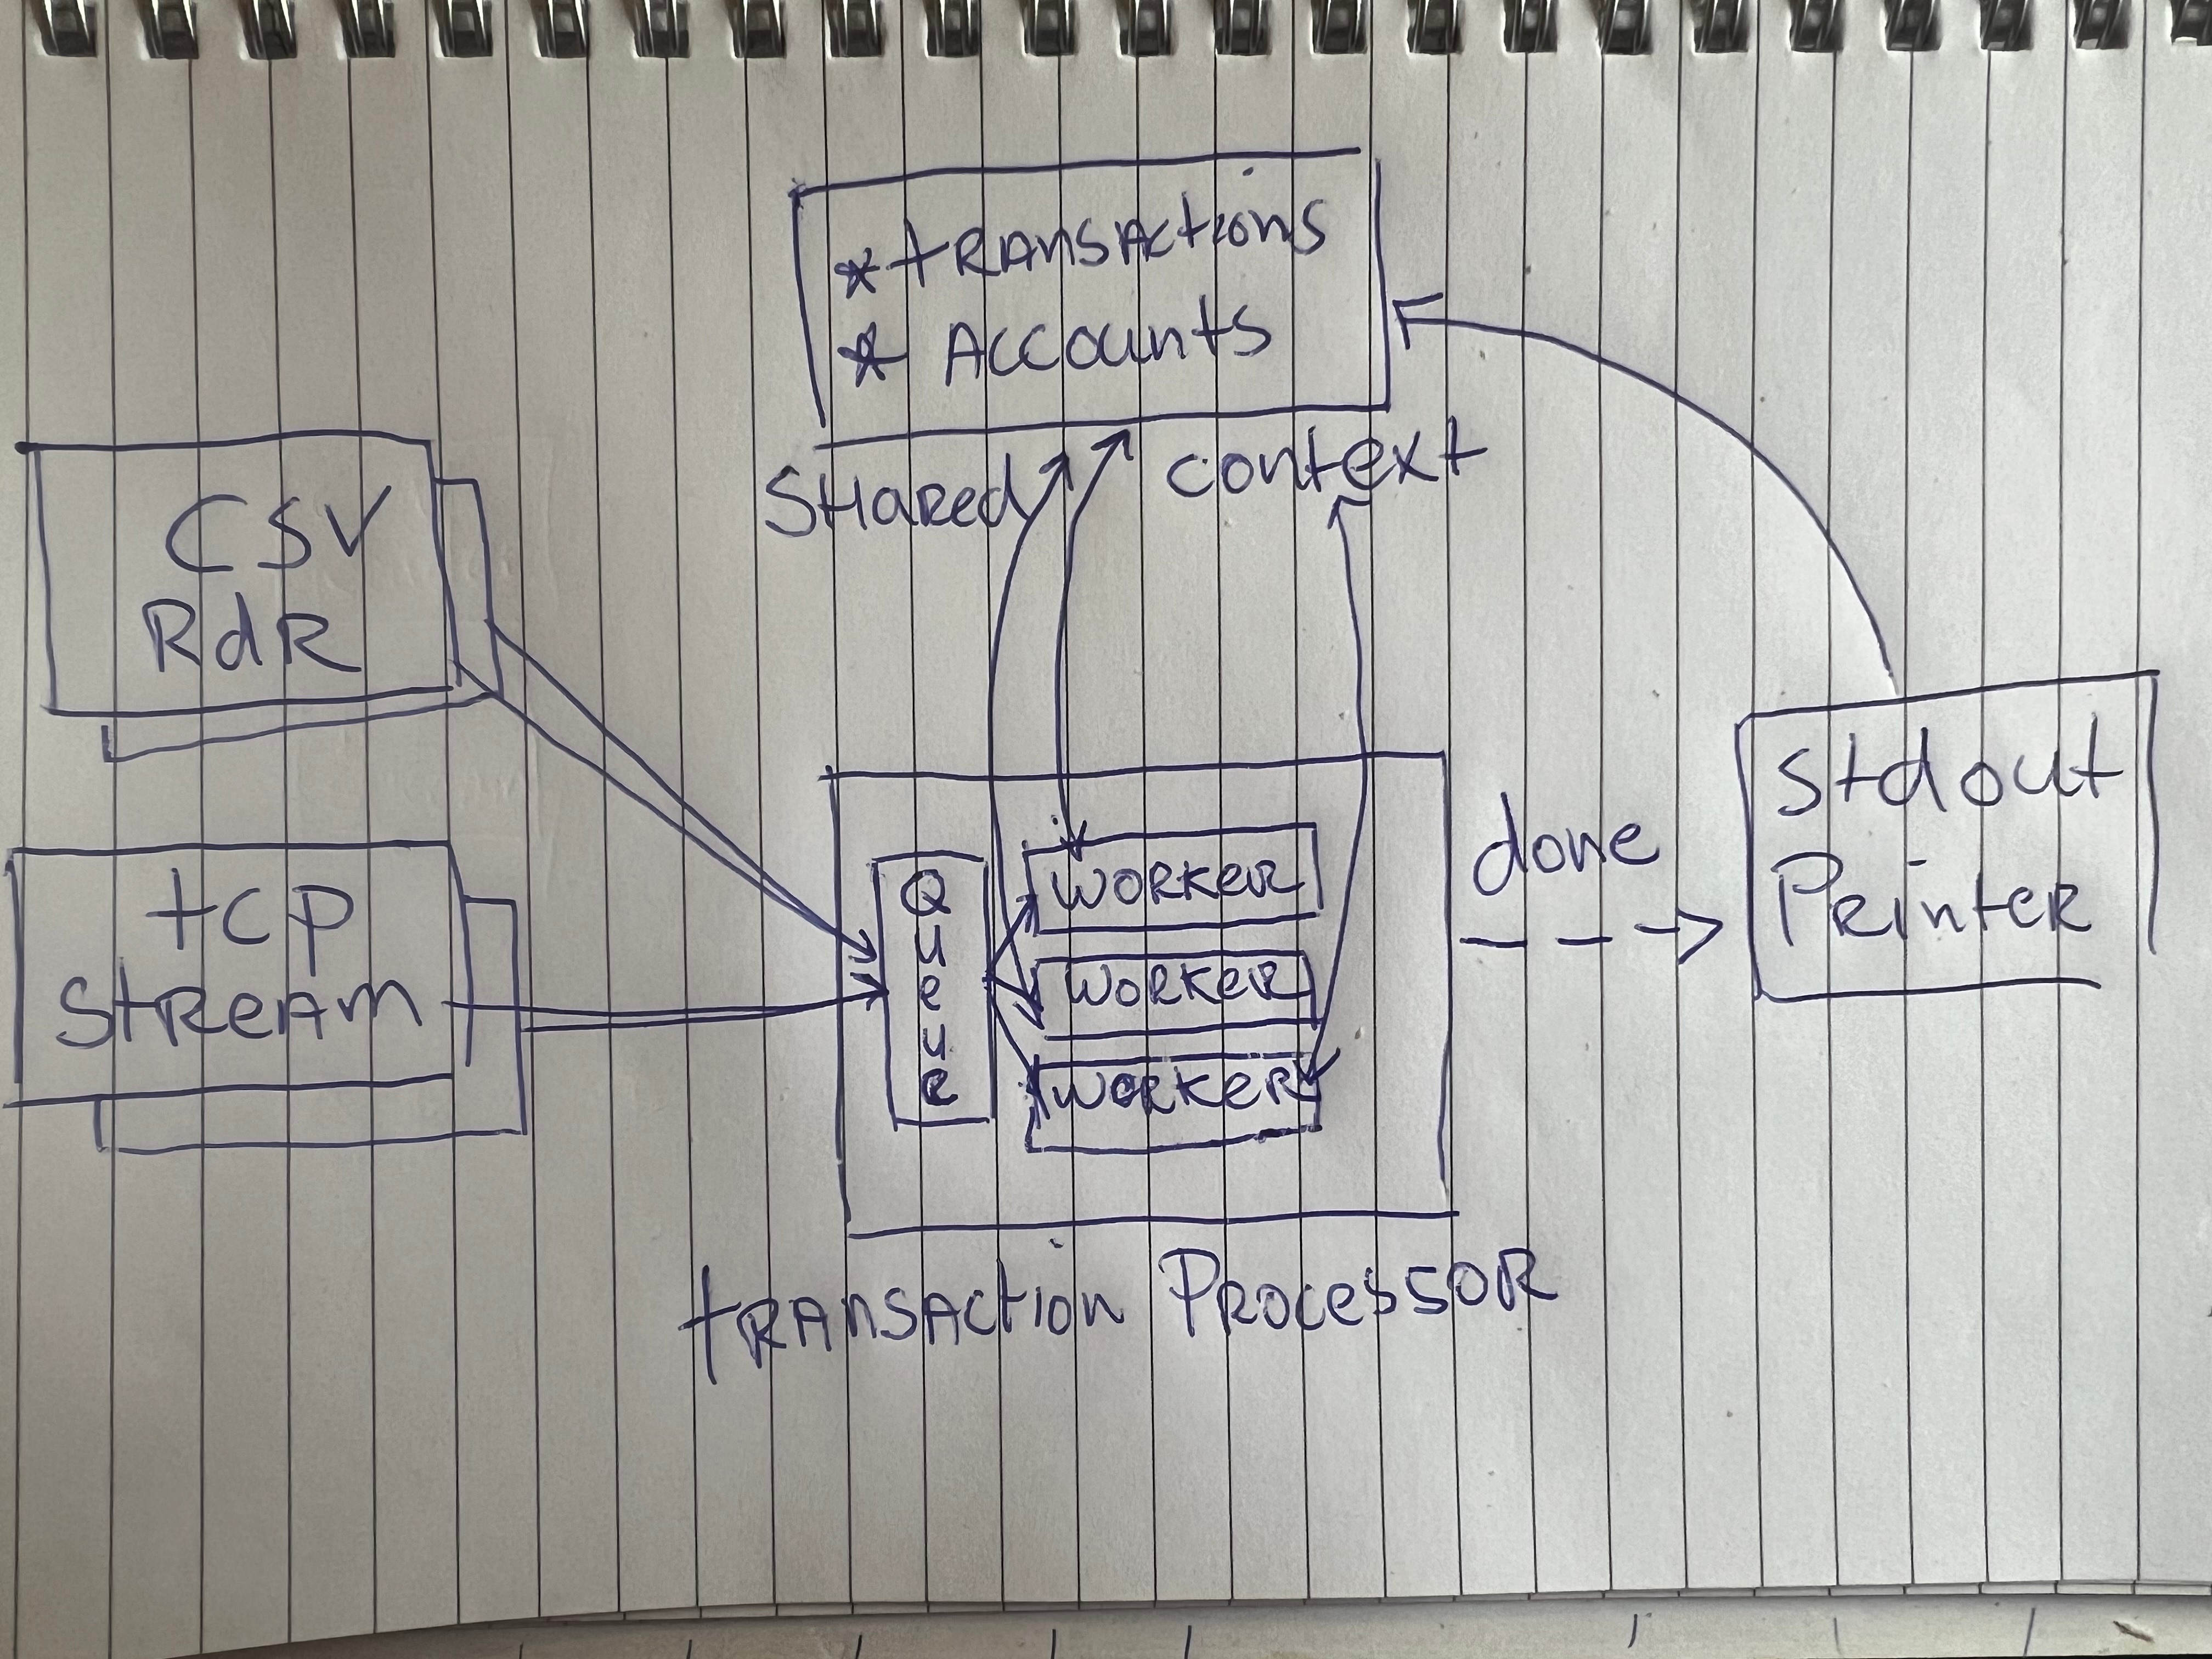 * transactions
* Accounts
Shared context
CSV
RdR
tcp
Stream
Queue
worker
worker
worker
done
Stdout
Printer
transaction Processor